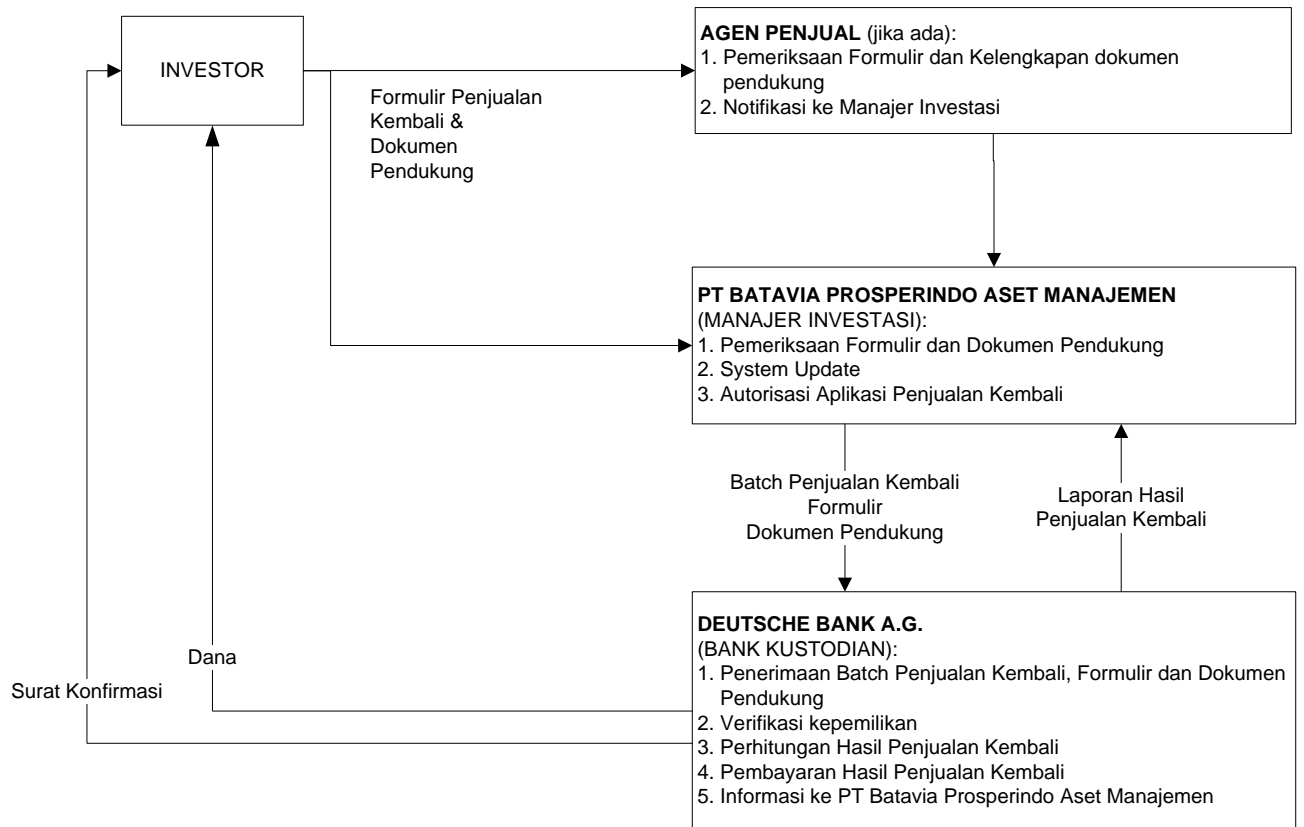 INVESTOR
Formulir Penjualan
Kembali &
Dokumen
Pendukung
AGEN PENJUAL (jika ada):
1. Pemeriksaan Formulir dan Kelengkapan dokumen
pendukung
2. Notifikasi ke Manajer Investasi
PT BATAVIA PROSPERINDO ASET MANAJEMEN
(MANAJER INVESTASI):
1. Pemeriksaan Formulir dan Dokumen Pendukung
2. System Update
3. Autorisasi Aplikasi Penjualan Kembali
Batch Penjualan Kembali
Formulir
Dokumen Pendukung
Laporan Hasil
Penjualan Kembali
DEUTSCHE BANK A.G.
(BANK KUSTODIAN):
1. Penerimaan Batch Penjualan Kembali, Formulir dan Dokumen
Pendukung
2. Verifikasi kepemilikan
3. Perhitungan Hasil Penjualan Kembali
4. Pembayaran Hasil Penjualan Kembali
5. Informasi ke PT Batavia Prosperindo Aset Manajemen
Dana
Surat Konfirmasi